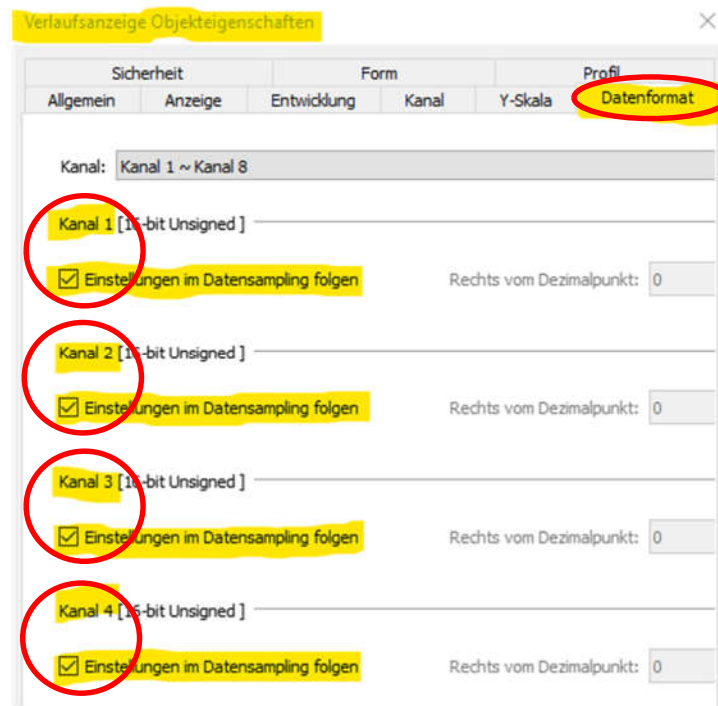 Verlaufsanzeige Objekteigenschaften
Sicherheit Form Profil
Allgemein Anzeige Entwicklung Kanal Y-Skala Datenformat
Kanal: Kanal 1 ~ Kanal 8
Kanal 1 [16-bit Unsigned ]
Einstellungen im Datensampling folgen Rechts vom Dezimalpunkt: 0
Kanal 2 [16-bit Unsigned ]
Einstellungen im Datensampling folgen Rechts vom Dezimalpunkt: 0
Kanal 3 [16-bit Unsigned ]
Einstellungen im Datensampling folgen Rechts vom Dezimalpunkt: 0
Kanal 4 [16-bit Unsigned ]
Einstellungen im Datensampling folgen Rechts vom Dezimalpunkt: 0